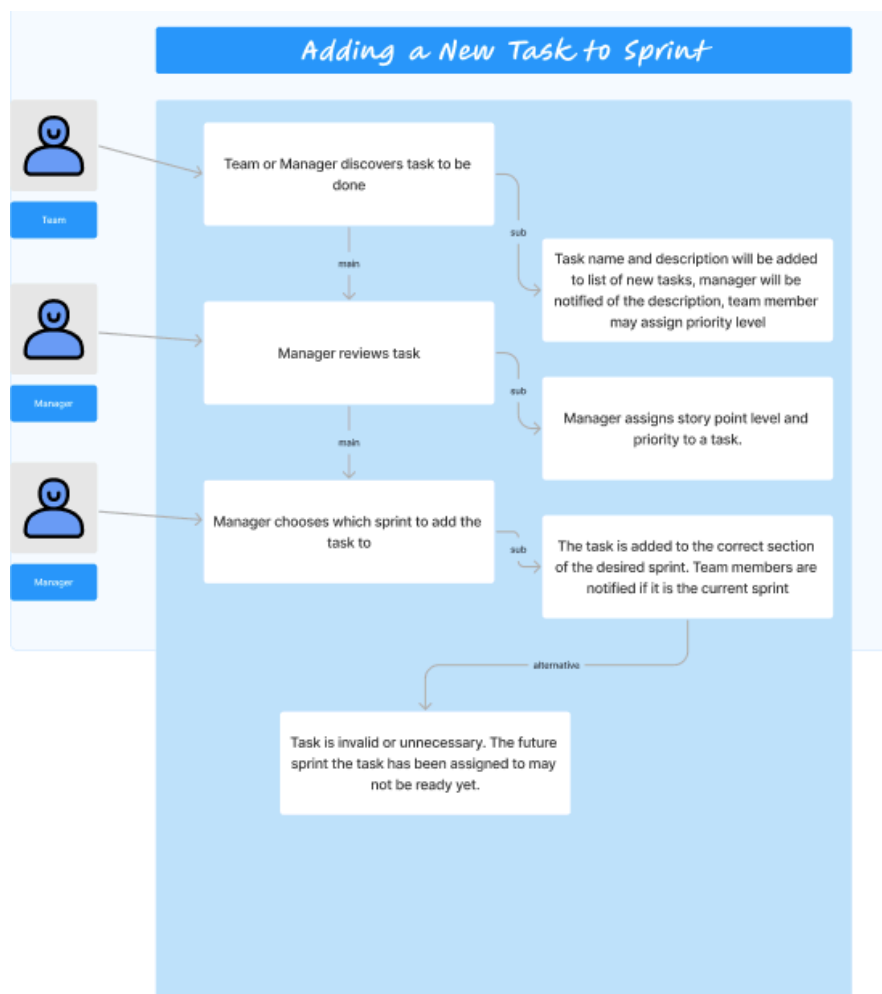 Adding a New Task to Sprint
Team or Manager discovers task to be
done
Team
sub
main
Task name and description will be added
to list of new tasks, manager will be
notified of the description, team member
may assign priority level
Manager reviews task
Manager
sub
main
Manager assigns story point level and
priority to a task.
Manager chooses which sprint to add the
task to
Manager
sub
The task is added to the correct section
of the desired sprint. Team members are
notified if it is the current sprint
alternative
Task is invalid or unnecessary. The future
sprint the task has been assigned to may
not be ready yet.